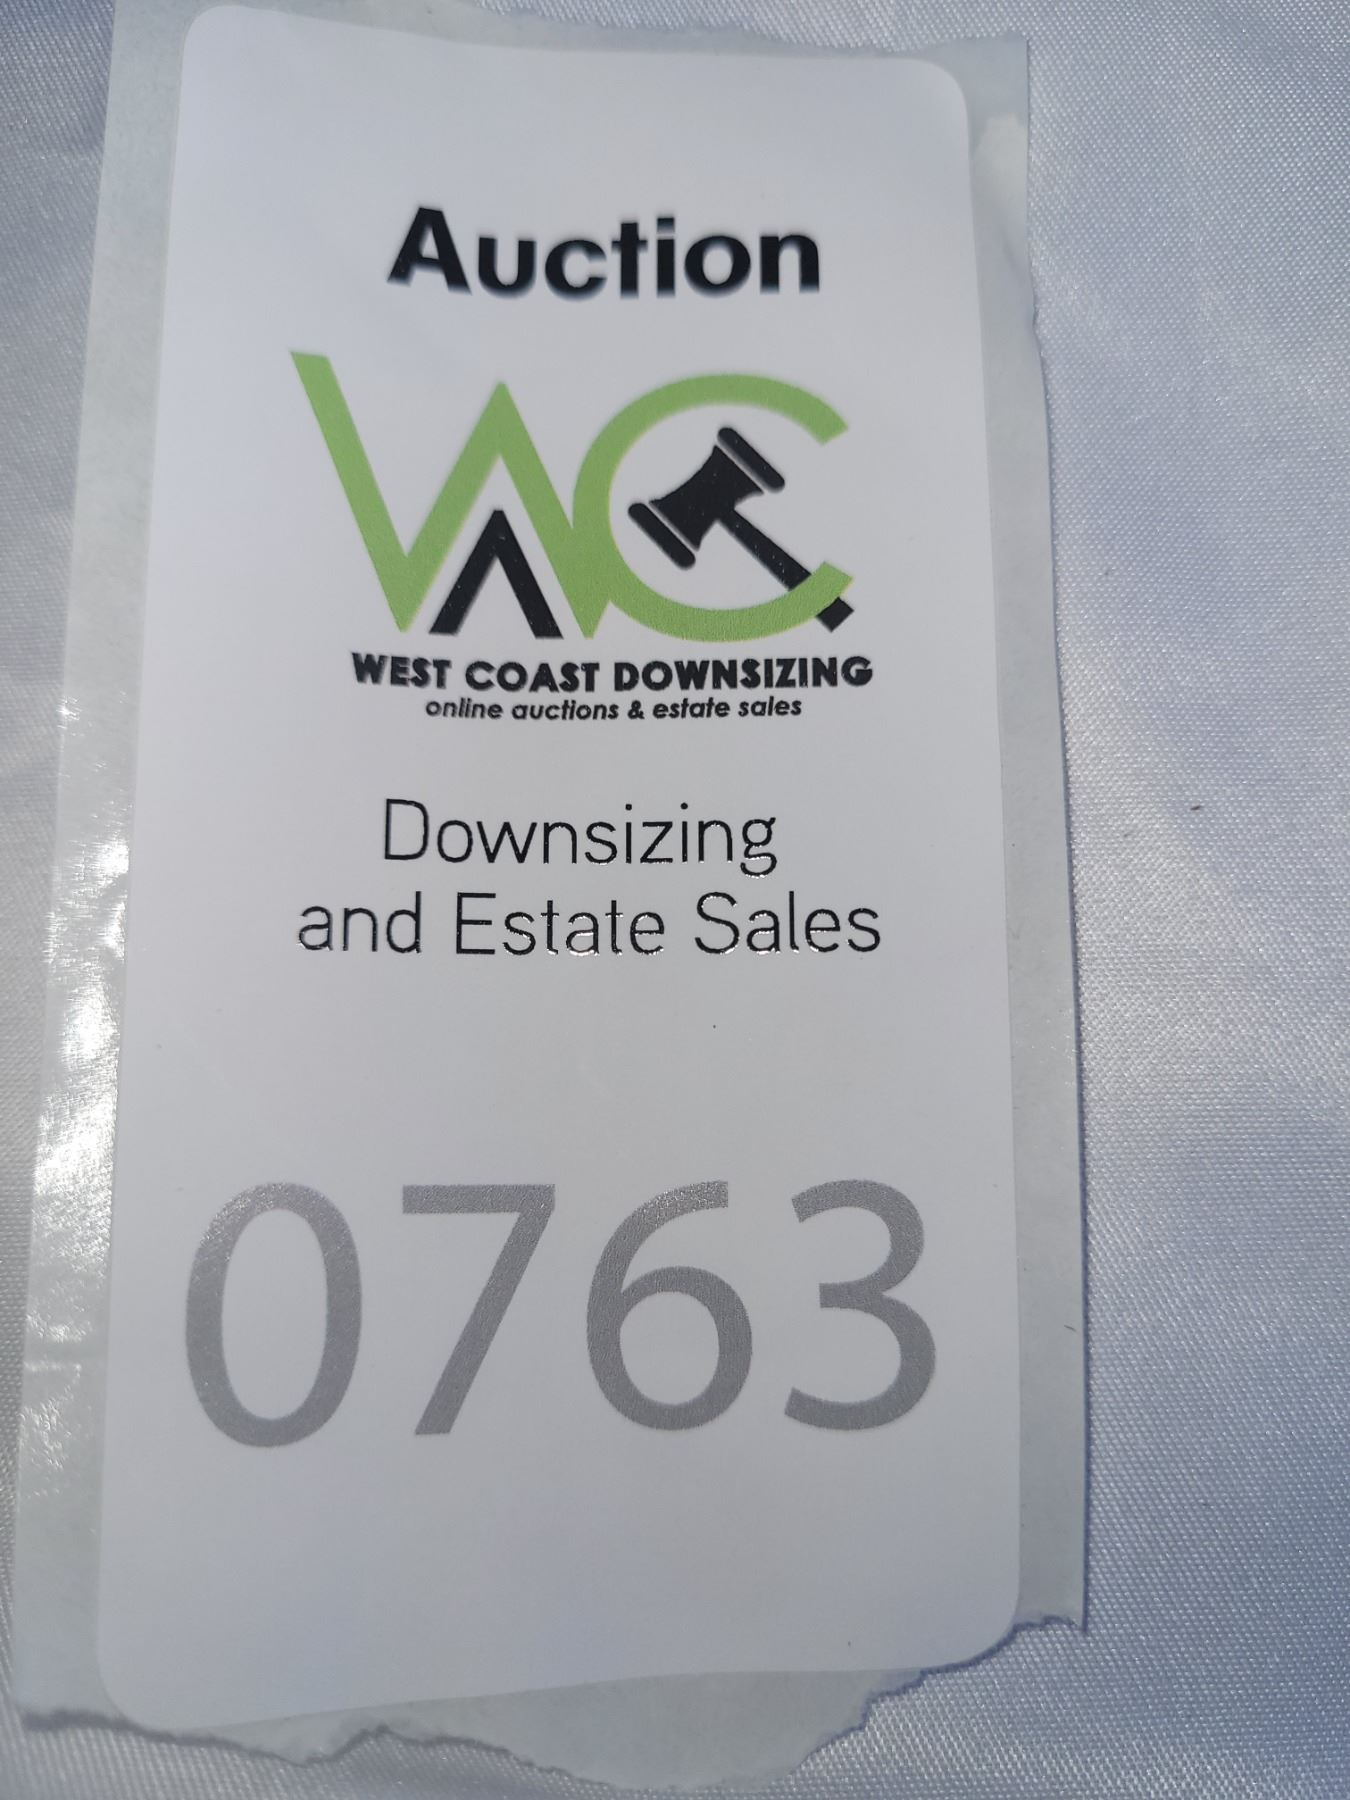 Auction
WC
WEST COAST DOWNSIZING
online auctions & estate sales
Downsizing
and Estate Sales
0763